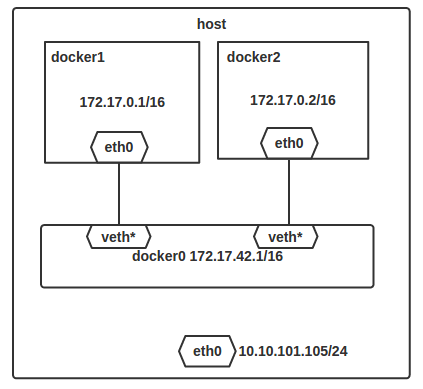 host
docker1
docker2
172.17.0.1/16
172.17.0.2/16
eth0
eth0
veth*
veth*
docker0 172.17.42.1/16
eth0 10.10.101.105/24